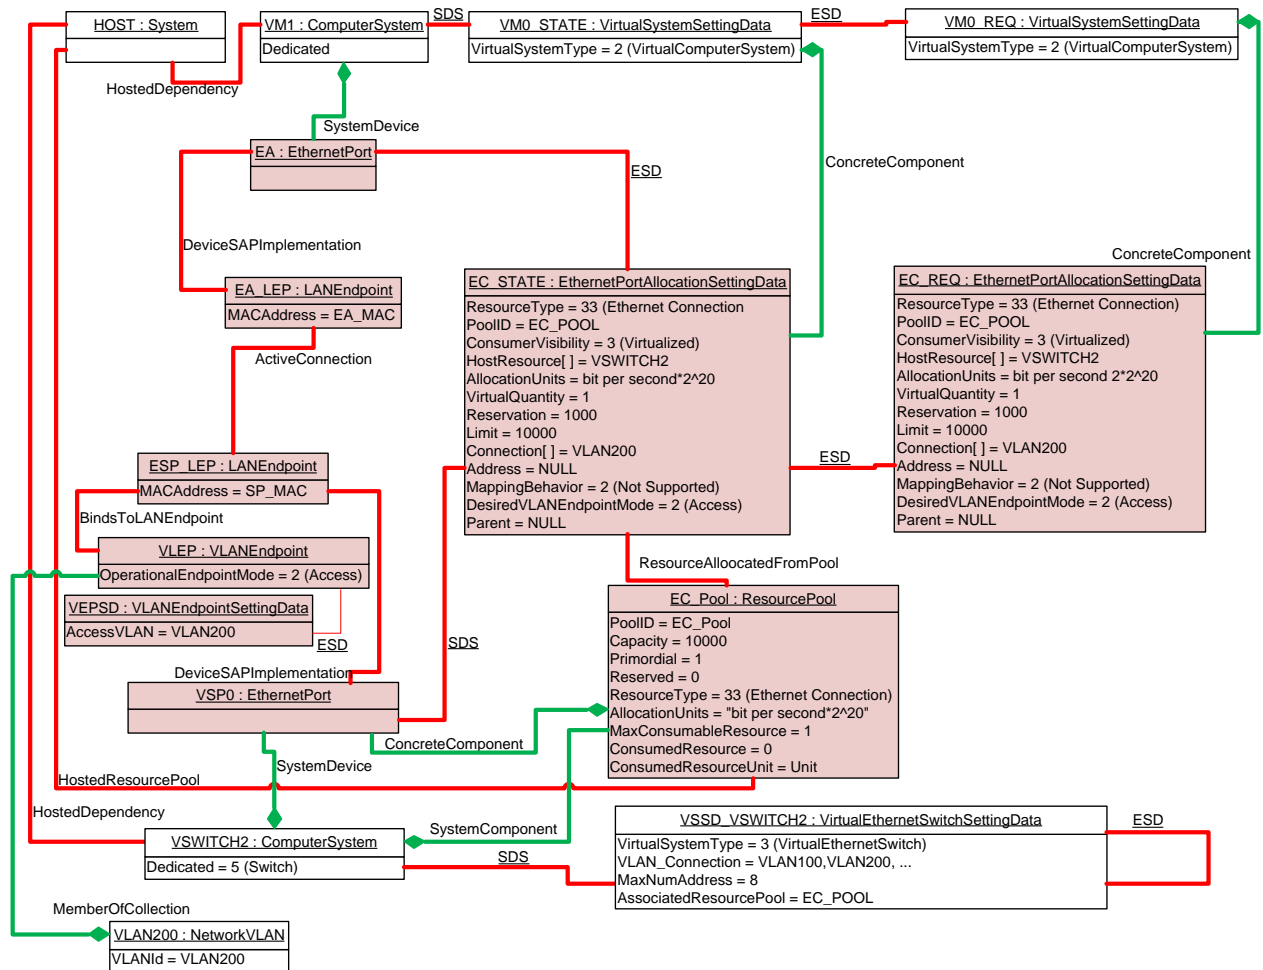 HOST : System
VM1 : ComputerSystem
Dedicated
SDS
VM0_STATE : VirtualSystemSettingData
VirtualSystemType = 2 (VirtualComputerSystem)
ESD
VM0_REQ : VirtualSystemSettingData
VirtualSystemType = 2 (VirtualComputerSystem)
HostedDependency
SystemDevice
EA : EthernetPort
ESD
ConcreteComponent
DeviceSAPImplementation
ConcreteComponent
EA_LEP : LANEndpoint
MACAddress = EA_MAC
ActiveConnection
EC_STATE : EthernetPortAllocationSettingData
ResourceType = 33 (Ethernet Connection
PoolID = EC_POOL
ConsumerVisibility = 3 (Virtualized)
HostResource[ ] = VSWITCH2
AllocationUnits = bit per second*2^20
VirtualQuantity = 1
Reservation = 1000
Limit = 10000
Connection[ ] = VLAN200
Address = NULL
MappingBehavior = 2 (Not Supported)
DesiredVLANEndpointMode = 2 (Access)
Parent = NULL
ESD
EC_REQ : EthernetPortAllocationSettingData
ResourceType = 33 (Ethernet Connection)
PoolID = EC_POOL
ConsumerVisibility = 3 (Virtualized)
HostResource[ ] = VSWITCH2
AllocationUnits = bit per second 2*2^20
VirtualQuantity = 1
Reservation = 1000
Limit = 10000
Connection[ ] = VLAN200
Address = NULL
MappingBehavior = 2 (Not Supported)
DesiredVLANEndpointMode = 2 (Access)
Parent = NULL
ESP_LEP : LANEndpoint
MACAddress = SP_MAC
BindsToLANEndpoint
VLEP : VLANEndpoint
OperationalEndpointMode = 2 (Access)
VEPSD : VLANEndpointSettingData
AccessVLAN = VLAN200
ESD
SDS
ResourceAlloocatedFromPool
EC_Pool : ResourcePool
PoolID = EC_Pool
Capacity = 10000
Primordial = 1
Reserved = 0
ResourceType = 33 (Ethernet Connection)
AllocationUnits = "bit per second*2^20"
MaxConsumableResource = 1
ConsumedResource = 0
ConsumedResourceUnit = Unit
DeviceSAPImplementation
VSP0 : EthernetPort
ConcreteComponent
SystemDevice
HostedResourcePool
HostedDependency
SystemComponent
VSWITCH2 : ComputerSystem
Dedicated = 5 (Switch)
SDS
VSSD_VSWITCH2 : VirtualEthernetSwitchSettingData
VirtualSystemType = 3 (VirtualEthernetSwitch)
VLAN_Connection = VLAN100,VLAN200, ...
MaxNumAddress = 8
AssociatedResourcePool = EC_POOL
ESD
MemberOfCollection
VLAN200 : NetworkVLAN
VLANId = VLAN200